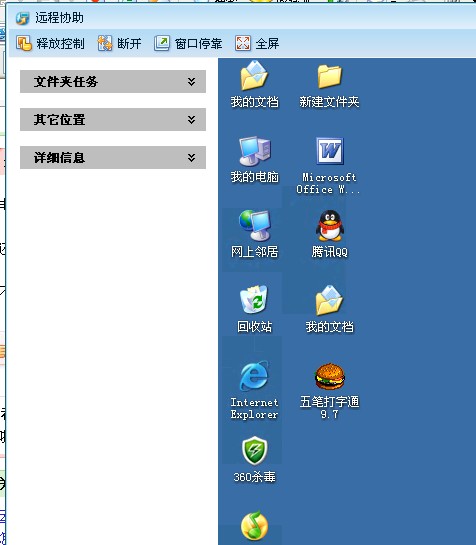 远程协助
释放控制 断开 窗口停靠 全屏
文件夹任务
其它位置
详细信息
我的文档 新建文件夹
我的电脑 Microsoft
Office W...
网上邻居 腾讯QQ
回收站 我的文档
Internet
Explorer
五笔打字通
9.7
360杀毒